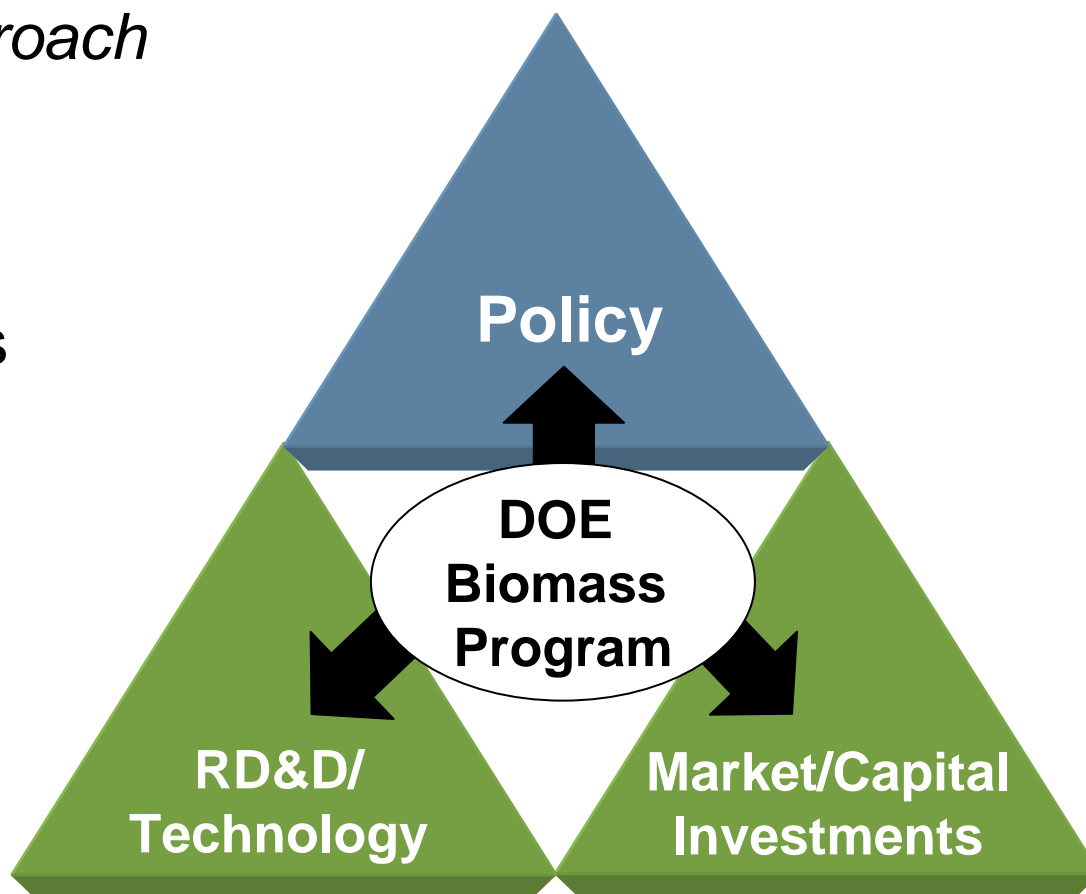 roach
s
Policy
DOE
Biomass
Program
RD&D/
Technology
Market/Capital
Investments